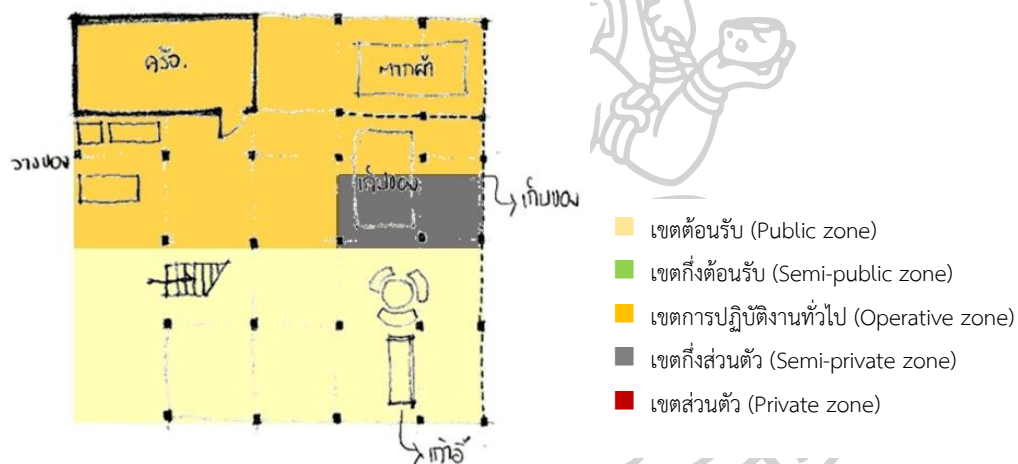 ครัว.
ตากผ้า
วางของ
เก็บของ
เก็บของ
เก้าอี้
เขตต้อนรับ (Public zone)
เขตกึ่งต้อนรับ (Semi-public zone)
เขตการปฏิบัติงานทั่วไป (Operative zone)
เขตกึ่งส่วนตัว (Semi-private zone)
เขตส่วนตัว (Private zone)